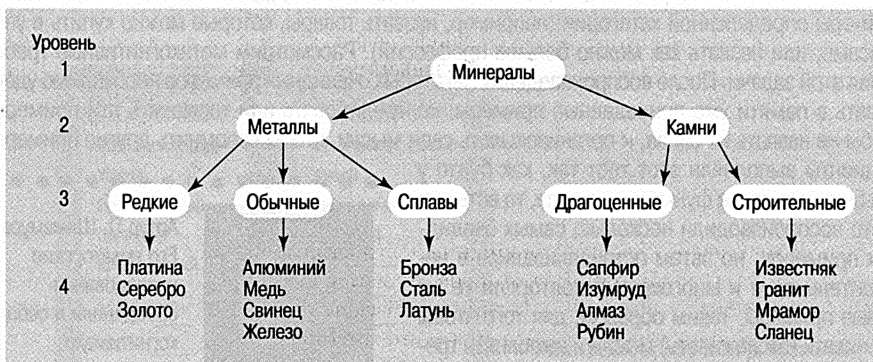 Уровень
1 Минералы
2 Металлы Камни
3 Редкие Обычные Сплавы Драгоценные Строительные
Платина Алюминий Бронза Сапфир Известняк
4 Серебро Медь Сталь Изумруд Гранит
Золото Свинец Латунь Алмаз Мрамор
Железо Рубин Сланец